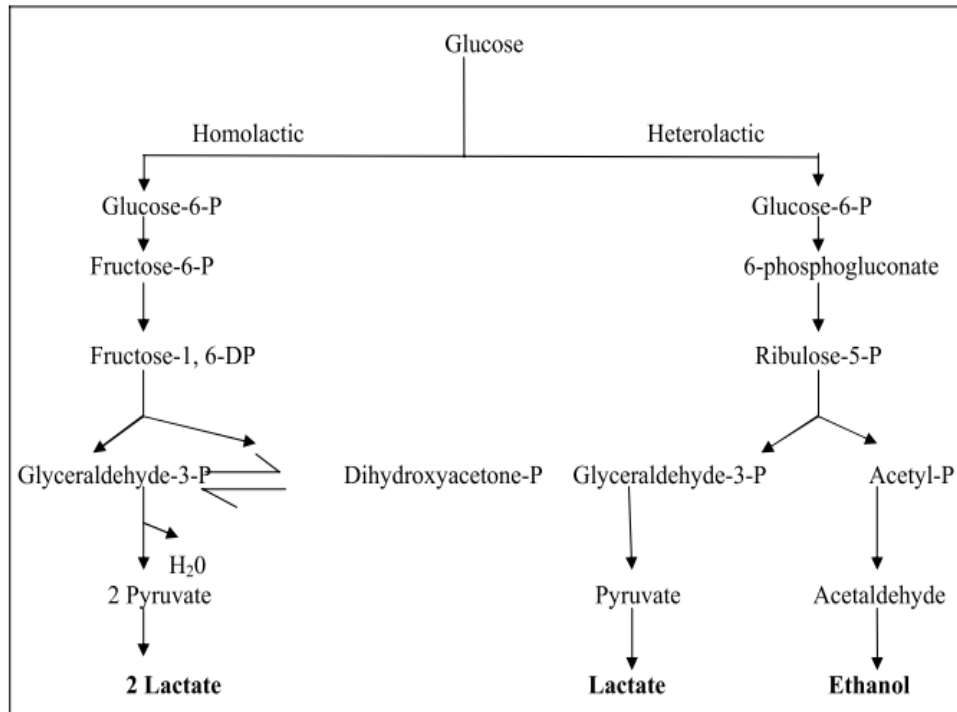 Glucose
Homolactic Heterolactic
Glucose-6-P Glucose-6-P
Fructose-6-P 6-phosphogluconate
Fructose-1, 6-DP Ribulose-5-P
Glyceraldehyde-3-P Dihydroxyacetone-P Glyceraldehyde-3-P Acetyl-P
H₂0
2 Pyruvate Pyruvate Acetaldehyde
2 Lactate Lactate Ethanol